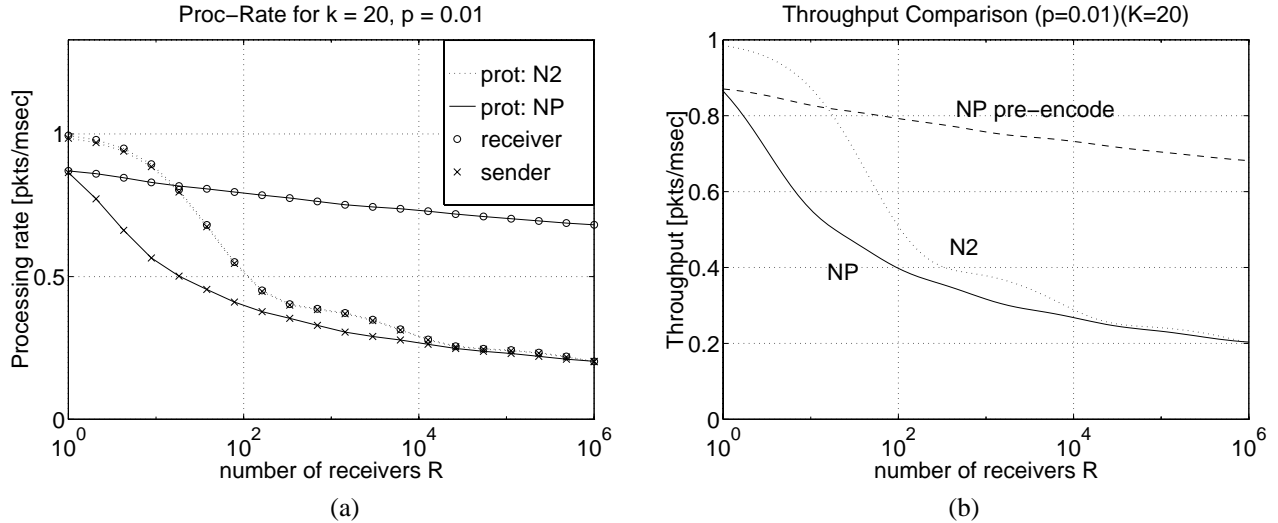 Proc−Rate for k = 20, p = 0.01
Processing rate [pkts/msec]
1
0.5
0
prot: N2
prot: NP
receiver
sender
10^0 10^2 10^4 10^6
number of receivers R
(a)
Throughput Comparison (p=0.01)(K=20)
Throughput [pkts/msec]
1
0.8
0.6
0.4
0.2
0
NP pre−encode
N2
NP
10^0 10^2 10^4 10^6
number of receivers R
(b)